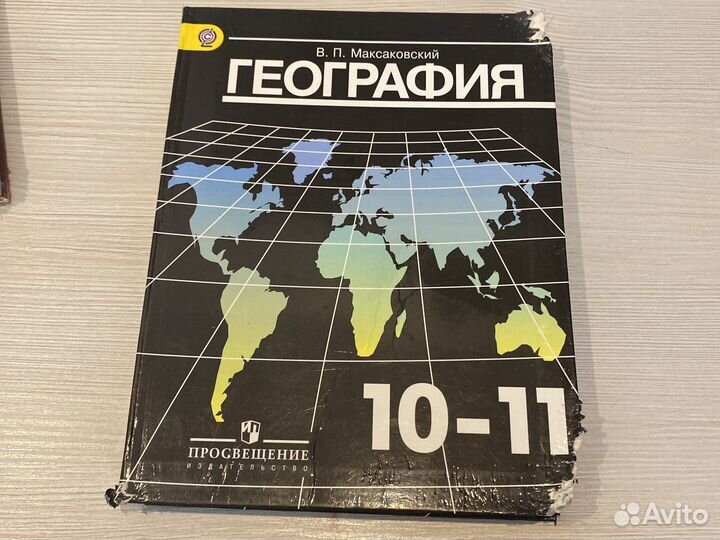 В. П. Максаковский
ГЕОГРАФИЯ
10-11
ПРОСВЕЩЕНИЕ
ИЗДАТЕЛЬСТВО
Avito